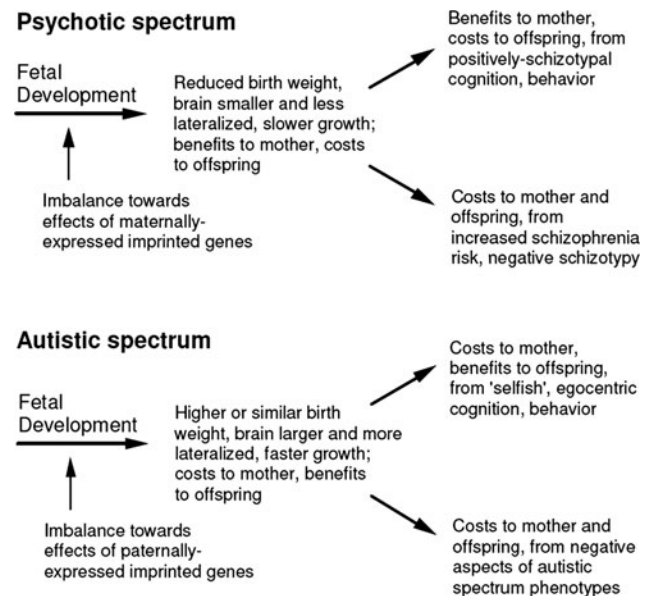 Psychotic spectrum
Fetal
Development
Imbalance towards
effects of maternally-
expressed imprinted genes
Reduced birth weight,
brain smaller and less
lateralized, slower growth;
benefits to mother, costs
to offspring
Benefits to mother,
costs to offspring, from
positively-schizotypal
cognition, behavior
Costs to mother and
offspring, from
increased schizophrenia
risk, negative schizotypy
Autistic spectrum
Fetal
Development
Imbalance towards
effects of paternally-
expressed imprinted genes
Higher or similar birth
weight, brain larger and more
lateralized, faster growth;
costs to mother, benefits
to offspring
Costs to mother,
benefits to offspring,
from 'selfish', egocentric
cognition, behavior
Costs to mother and
offspring, from negative
aspects of autistic
spectrum phenotypes